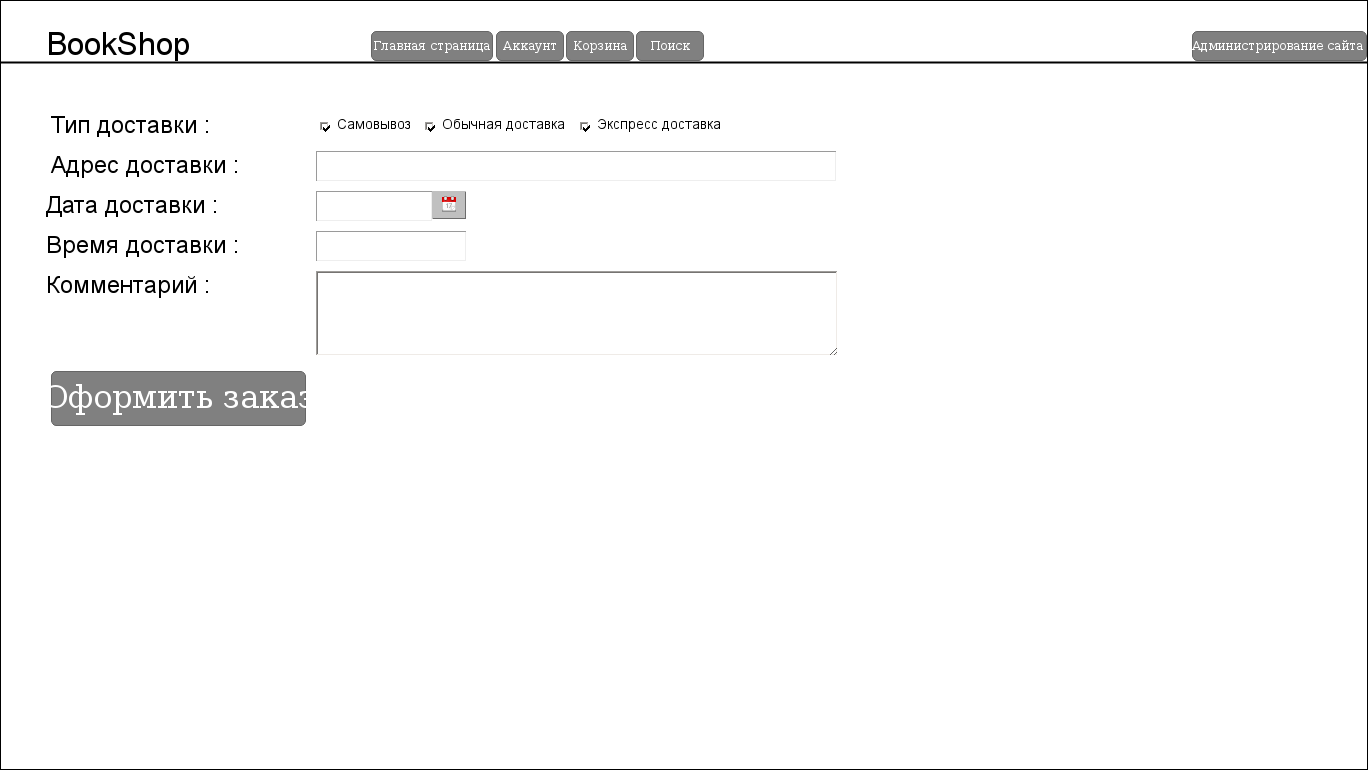 BookShop
Главная страница Аккаунт Корзина Поиск Администрирование сайта
Тип доставки : Самовывоз Обычная доставка Экспресс доставка
Адрес доставки :
Дата доставки :
Время доставки :
Комментарий :
Оформить заказ